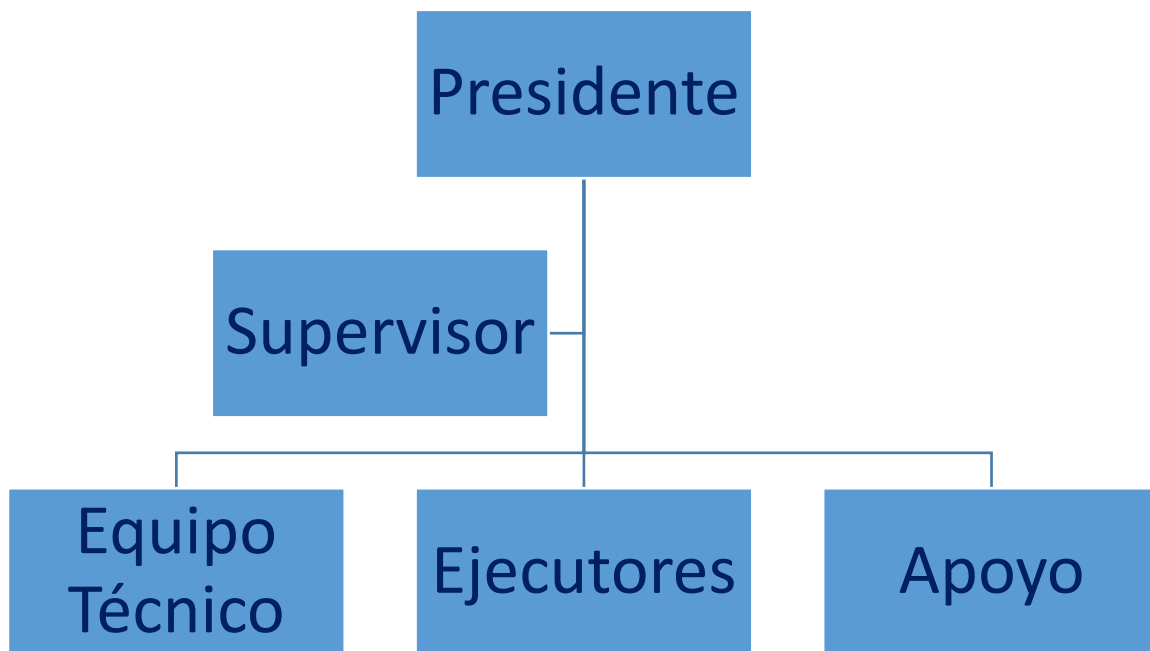 Presidente
Supervisor
Equipo
Técnico
Ejecutores
Apoyo